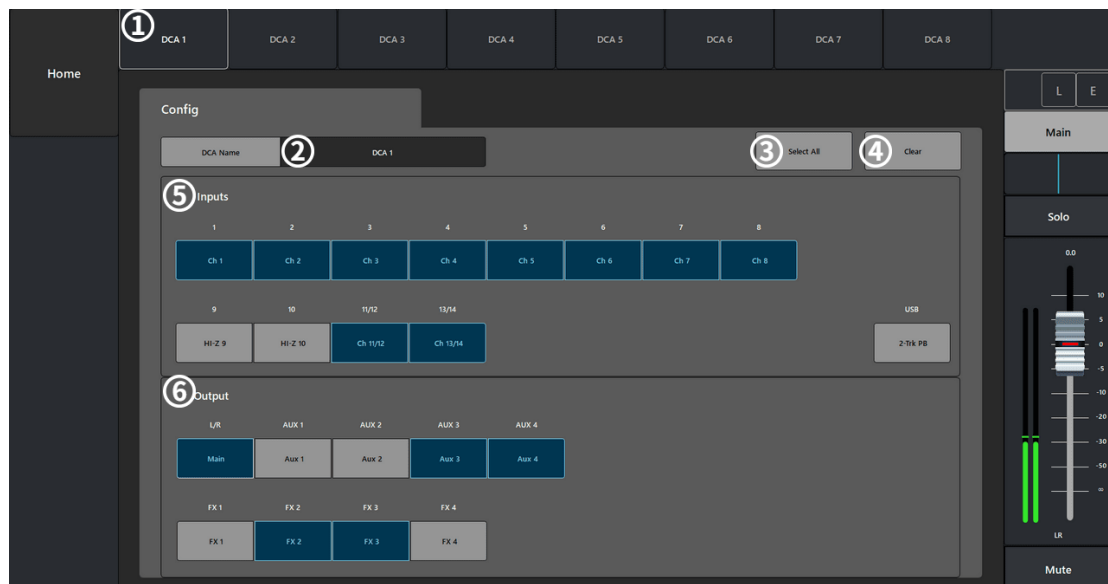 ① DCA 1 DCA 2 DCA 3 DCA 4 DCA 5 DCA 6 DCA 7 DCA 8
Home
L E
Config
Main
DCA Name ② DCA 1 ③ Select All ④ Clear
⑤ Inputs
Solo
1 2 3 4 5 6 7 8
Ch 1 Ch 2 Ch 3 Ch 4 Ch 5 Ch 6 Ch 7 Ch 8
0.0
10
5
0
-5
-10
-20
-30
-50
∞
9 10 11/12 13/14 USB
HI-Z 9 HI-Z 10 Ch 11/12 Ch 13/14 2-Trk PB
⑥ Output
L/R AUX 1 AUX 2 AUX 3 AUX 4
Main Aux 1 Aux 2 Aux 3 Aux 4
FX 1 FX 2 FX 3 FX 4
FX 1 FX 2 FX 3 FX 4
LR
Mute